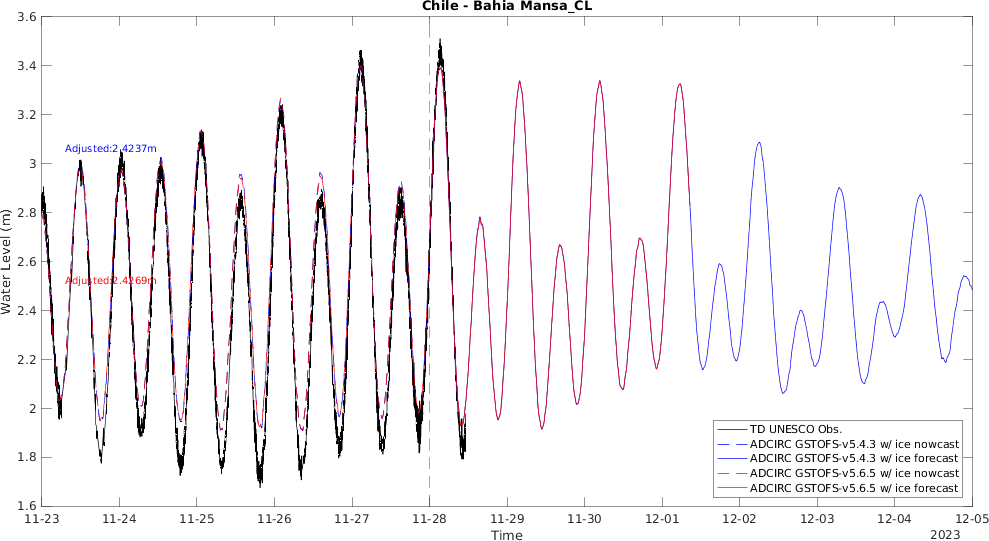 Chile - Bahia Mansa_CL
3.6
3.4
3.2
3
2.8
2.6
2.4
2.2
2
1.8
1.6
Water Level (m)
Adjusted:2.4237m
Adjusted:2.4269m
TD UNESCO Obs.
ADCIRC GSTOFS-v5.4.3 w/ ice nowcast
ADCIRC GSTOFS-v5.4.3 w/ ice forecast
ADCIRC GSTOFS-v5.6.5 w/ ice nowcast
ADCIRC GSTOFS-v5.6.5 w/ ice forecast
11-23 11-24 11-25 11-26 11-27 11-28 11-29 11-30 12-01 12-02 12-03 12-04 12-05
Time
2023